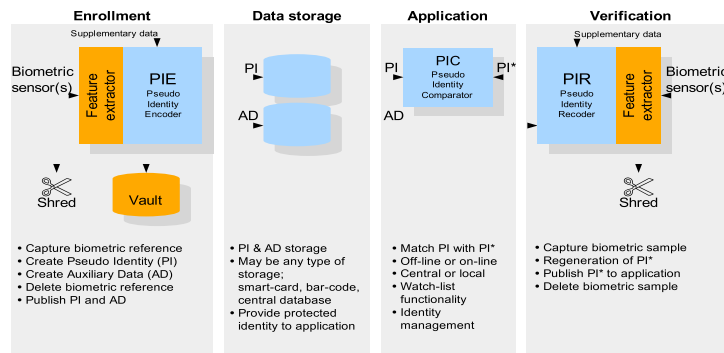 Enrollment
Supplementary data
Biometric
sensor(s)
Feature
extractor
PIE
Pseudo
Identity
Encoder
Shred
Vault
• Capture biometric reference
• Create Pseudo Identity (PI)
• Create Auxiliary Data (AD)
• Delete biometric reference
• Publish PI and AD
Data storage
PI
AD
• PI & AD storage
• May be any type of
storage;
smart-card, bar-code,
central database
• Provide protected
identity to application
Application
PI
PIC
Pseudo
Identity
Comparator
PI*
AD
• Match PI with PI*
• Off-line or on-line
• Central or local
• Watch-list
functionality
• Identity
management
Verification
Supplementary data
PIR
Pseudo
Identity
Recoder
Feature
extractor
Biometric
sensor(s)
Shred
• Capture biometric sample
• Regeneration of PI*
• Publish PI* to application
• Delete biometric sample